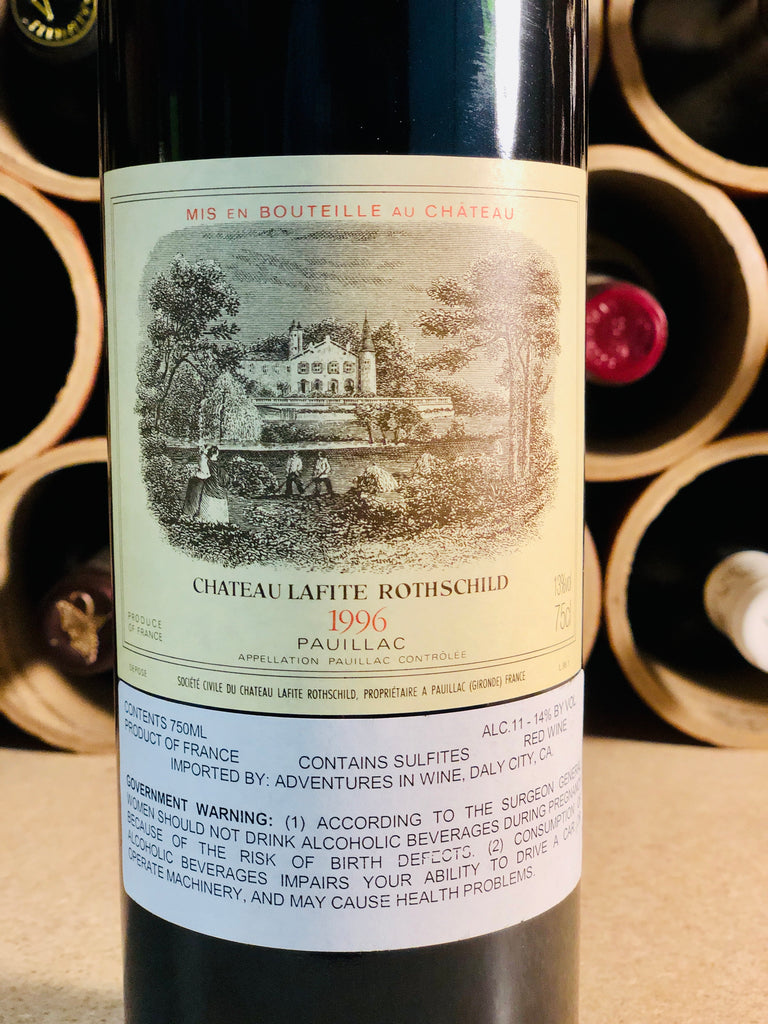 MIS EN BOUTEILLE AU CHÂTEAU
CHATEAU LAFITE ROTHSCHILD
1996
PAUILLAC
APPELLATION PAUILLAC CONTRÔLÉE
13%vol
75cl
PRODUCE
OF FRANCE
DEPOSÉ
SOCIÉTÉ CIVILE DU CHATEAU LAFITE ROTHSCHILD, PROPRIÉTAIRE A PAUILLAC (GIRONDE) FRANCE
CONTENTS 750ML
PRODUCT OF FRANCE
ALC.11 - 14% BY VOL
RED WINE
CONTAINS SULFITES
IMPORTED BY: ADVENTURES IN WINE, DALY CITY, CA.
GOVERNMENT WARNING: (1) ACCORDING TO THE SURGEON GENERAL
WOMEN SHOULD NOT DRINK ALCOHOLIC BEVERAGES DURING PREGNANCY
BECAUSE OF THE RISK OF BIRTH DEFECTS. (2) CONSUMPTION OF
ALCOHOLIC BEVERAGES IMPAIRS YOUR ABILITY TO DRIVE A CAR OR
OPERATE MACHINERY, AND MAY CAUSE HEALTH PROBLEMS.